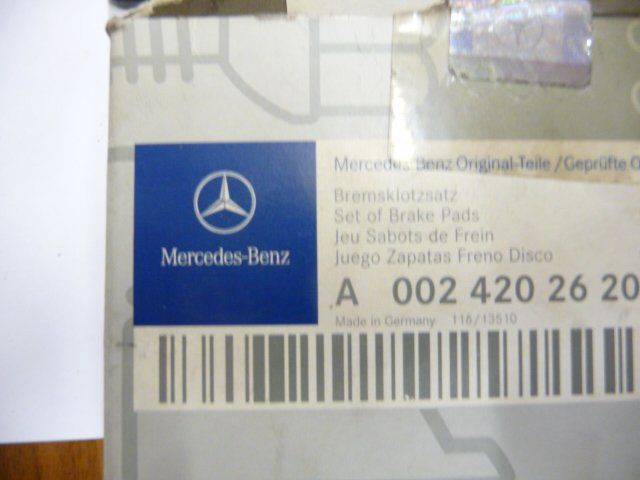 Mercedes-Benz Original-Teile / Geprüfte
Bremsklotzsatz
Set of Brake Pads
Jeu Sabots de Frein
Juego Zapatas Freno Disco
Mercedes-Benz
A 002 420 26 20
Made in Germany 116/13510